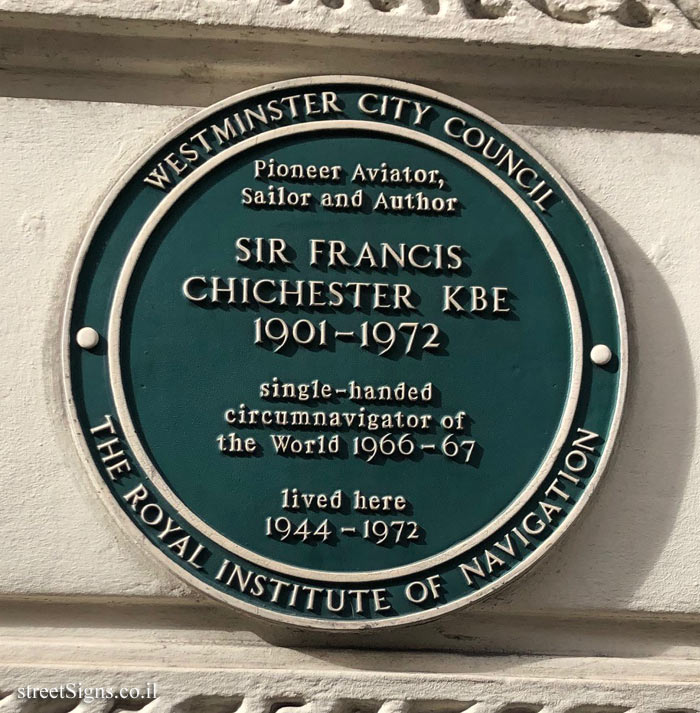 WESTMINSTER CITY COUNCIL
Pioneer Aviator,
Sailor and Author
SIR FRANCIS
CHICHESTER KBE
1901-1972
single-handed
circumnavigator of
the World 1966-67
lived here
1944-1972
THE ROYAL INSTITUTE OF NAVIGATION
streetSigns.co.il